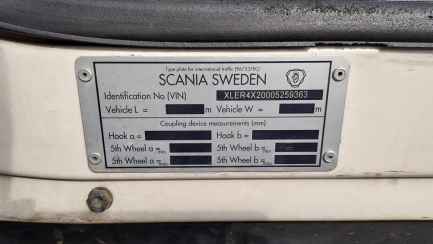 Type plate for international traffic (96/53/EC)
SCANIA SWEDEN
Identification No (VIN) XLER4X20005259363
Vehicle L = m Vehicle W = m
Coupling device measurements (mm)
Hook a = Hook b =
5th Wheel a = min 5th Wheel b = min
5th Wheel a = max 5th Wheel b = max